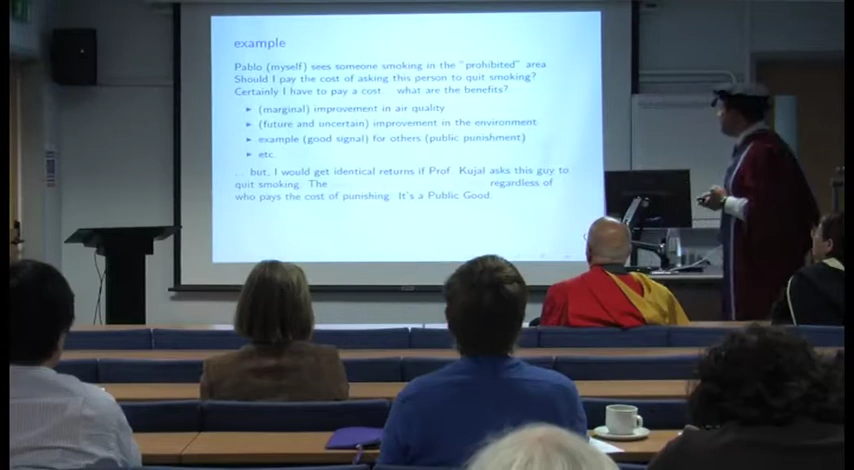 example
Pablo (myself) sees someone smoking in the "prohibited" area
Should I pay the cost of asking this person to quit smoking?
Certainly I have to pay a cost... what are the benefits?
(marginal) improvement in air quality
(future and uncertain) improvement in the environment
example (good signal) for others (public punishment)
etc.
... but, I would get identical returns if Prof. Kujal asks this guy to
quit smoking. The regardless of
who pays the cost of punishing. It's a Public Good.